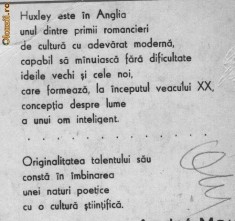 Okazii.ro
Huxley este în Anglia
unul dintre primii romancieri
de cultură cu adevărat modernă,
capabil să mînuiască fără dificultate
ideile vechi și cele noi,
care formează, la începutul veacului XX,
concepția despre lume
a unui om inteligent.
. . . . . . . . . . . . . . . .
Originalitatea talentului său
constă în îmbinarea
unei naturi poetice
cu o cultură științifică.